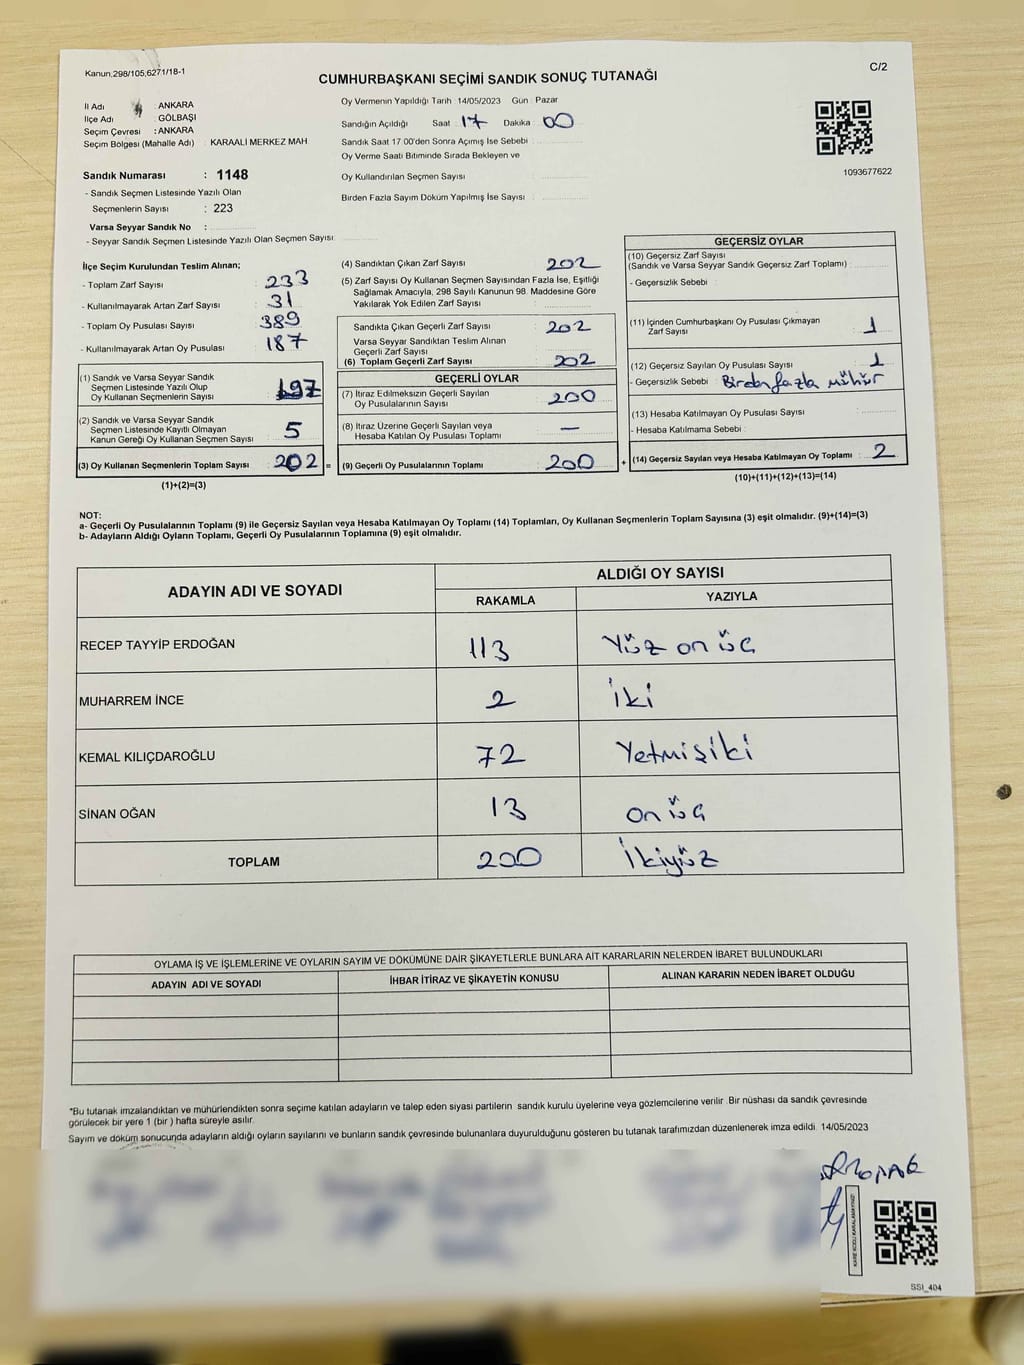 Kanun,298/105,6271/18-1
CUMHURBAŞKANI SEÇİMİ SANDIK SONUÇ TUTANAĞI
C/2
İl Adı : ANKARA
İlçe Adı : GÖLBAŞI
Seçim Çevresi : ANKARA
Seçim Bölgesi (Mahalle Adı) : KARAALİ MERKEZ MAH
Oy Vermenin Yapıldığı Tarih 14/05/2023 Gün : Pazar
Sandığın Açıldığı Saat 17 Dakika 00
Sandık Saat 17 00'den Sonra Açımış İse Sebebi :
Oy Verme Saati Bitiminde Sırada Bekleyen ve
Oy Kullandırılan Seçmen Sayısı
Birden Fazla Sayım Döküm Yapılmış İse Sayısı :
1093677622
Sandık Numarası : 1148
- Sandık Seçmen Listesinde Yazılı Olan
Seçmenlerin Sayısı : 223
Varsa Seyyar Sandık No :
- Seyyar Sandık Seçmen Listesinde Yazılı Olan Seçmen Sayısı
İlçe Seçim Kurulundan Teslim Alınan;
- Toplam Zarf Sayısı : 233
- Kullanılmayarak Artan Zarf Sayısı : 31
- Toplam Oy Pusulası Sayısı : 389
- Kullanılmayarak Artan Oy Pusulası : 187
(1) Sandık ve Varsa Seyyar Sandık
Seçmen Listesinde Yazılı Olup
Oy Kullanan Seçmenlerin Sayısı : 197
(2) Sandık ve Varsa Seyyar Sandık
Seçmen Listesinde Kayıtlı Olmayan
Kanun Gereği Oy Kullanan Seçmen Sayısı : 5
(3) Oy Kullanan Seçmenlerin Toplam Sayısı : 202 =
(1)+(2)=(3)
(4) Sandıktan Çıkan Zarf Sayısı : 202
(5) Zarf Sayısı Oy Kullanan Seçmen Sayısından Fazla İse, Eşitliği
Sağlamak Amacıyla, 298 Sayılı Kanunun 98. Maddesine Göre
Yakılarak Yok Edilen Zarf Sayısı :
Sandıkta Çıkan Geçerli Zarf Sayısı : 202
Varsa Seyyar Sandıktan Teslim Alınan
Geçerli Zarf Sayısı :
(6) Toplam Geçerli Zarf Sayısı : 202
GEÇERLİ OYLAR
(7) İtiraz Edilmeksizin Geçerli Sayılan
Oy Pusulalarının Sayısı : 200
(8) İtiraz Üzerine Geçerli Sayılan veya
Hesaba Katılan Oy Pusulaları Toplamı : —
(9) Geçerli Oy Pusulalarının Toplamı : 200 +
GEÇERSİZ OYLAR
(10) Geçersiz Zarf Sayısı
(Sandık ve Varsa Seyyar Sandık Geçersiz Zarf Toplamı) :
- Geçersizlik Sebebi :
(11) İçinden Cumhurbaşkanı Oy Pusulası Çıkmayan
Zarf Sayısı : 1
(12) Geçersiz Sayılan Oy Pusulası Sayısı : 1
- Geçersizlik Sebebi : Birden fazla mühür
(13) Hesaba Katılmayan Oy Pusulası Sayısı :
- Hesaba Katılmama Sebebi :
(14) Geçersiz Sayılan veya Hesaba Katılmayan Oy Toplamı : 2
(10)+(11)+(12)+(13)=(14)
NOT:
a- Geçerli Oy Pusulalarının Toplamı (9) ile Geçersiz Sayılan veya Hesaba Katılmayan Oy Toplamı (14) Toplamları, Oy Kullanan Seçmenlerin Toplam Sayısına (3) eşit olmalıdır. (9)+(14)=(3)
b- Adayların Aldığı Oyların Toplamı, Geçerli Oy Pusulalarının Toplamına (9) eşit olmalıdır.
ADAYIN ADI VE SOYADI
ALDIĞI OY SAYISI
RAKAMLA YAZIYLA
RECEP TAYYİP ERDOĞAN 113 Yüz on üç
MUHARREM İNCE 2 İki
KEMAL KILIÇDAROĞLU 72 Yetmişiki
SİNAN OĞAN 13 on üç
TOPLAM 200 İkiyüz
OYLAMA İŞ VE İŞLEMLERİNE VE OYLARIN SAYIM VE DÖKÜMÜNE DAİR ŞİKAYETLERLE BUNLARA AİT KARARLARIN NELERDEN İBARET BULUNDUKLARI
ADAYIN ADI VE SOYADI İHBAR İTİRAZ VE ŞİKAYETİN KONUSU ALINAN KARARIN NEDEN İBARET OLDUĞU
*Bu tutanak imzalandıktan ve mühürlendikten sonra seçime katılan adayların ve talep eden siyasi partilerin sandık kurulu üyelerine veya gözlemcilerine verilir. Bir nüshası da sandık çevresinde
görülecek bir yere 1 (bir ) hafta süreyle asılır.
Sayım ve döküm sonucunda adayların aldığı oyların sayılarını ve bunların sandık çevresinde bulunanlara duyurulduğunu gösteren bu tutanak tarafımızdan düzenlenerek imza edildi. 14/05/2023
KARE KODU KARALAMAYINIZ!
SSI_404